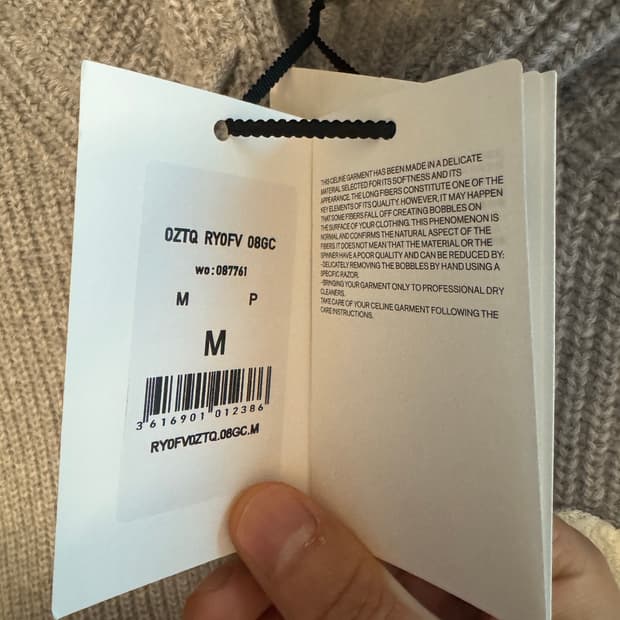 0ZTQ RY0FV 08GC
wo:087761
M P
M
3 616901 012386
RY0FV0ZTQ.08GC.M
THIS CELINE GARMENT HAS BEEN MADE IN A DELICATE
MATERIAL SELECTED FOR ITS SOFTNESS AND ITS
APPEARANCE. THE LONG FIBERS CONSTITUTE ONE OF THE
KEY ELEMENTS OF ITS QUALITY. HOWEVER, IT MAY HAPPEN
THAT SOME FIBERS FALL OFF CREATING BOBBLES ON
THE SURFACE OF YOUR CLOTHING. THIS PHENOMENON IS
NORMAL AND CONFIRMS THE NATURAL ASPECT OF THE
FIBERS. IT DOES NOT MEAN THAT THE MATERIAL OR THE
SPINNER HAVE A POOR QUALITY AND CAN BE REDUCED BY:
-DELICATELY REMOVING THE BOBBLES BY HAND USING A
SPECIFIC RAZOR.
-BRINGING YOUR GARMENT ONLY TO PROFESSIONAL DRY
CLEANERS.
TAKE CARE OF YOUR CELINE GARMENT FOLLOWING THE
CARE INSTRUCTIONS.